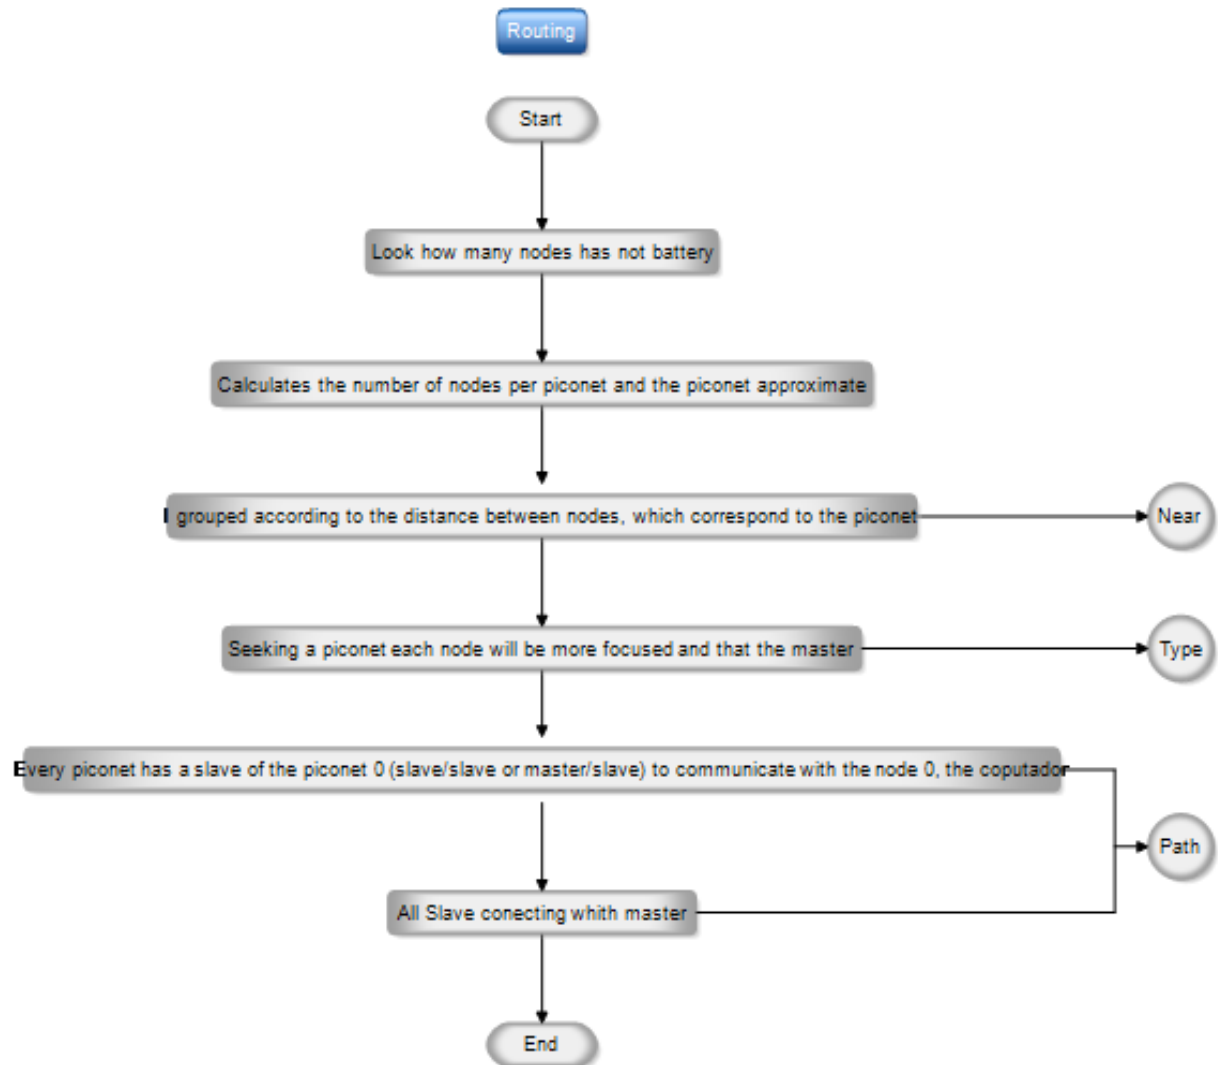 Routing
Start
Look how many nodes has not battery
Calculates the number of nodes per piconet and the piconet approximate
I grouped according to the distance between nodes, which correspond to the piconet
Near
Seeking a piconet each node will be more focused and that the master
Type
Every piconet has a slave of the piconet 0 (slave/slave or master/slave) to communicate with the node 0, the coputador
Path
All Slave conecting whith master
End